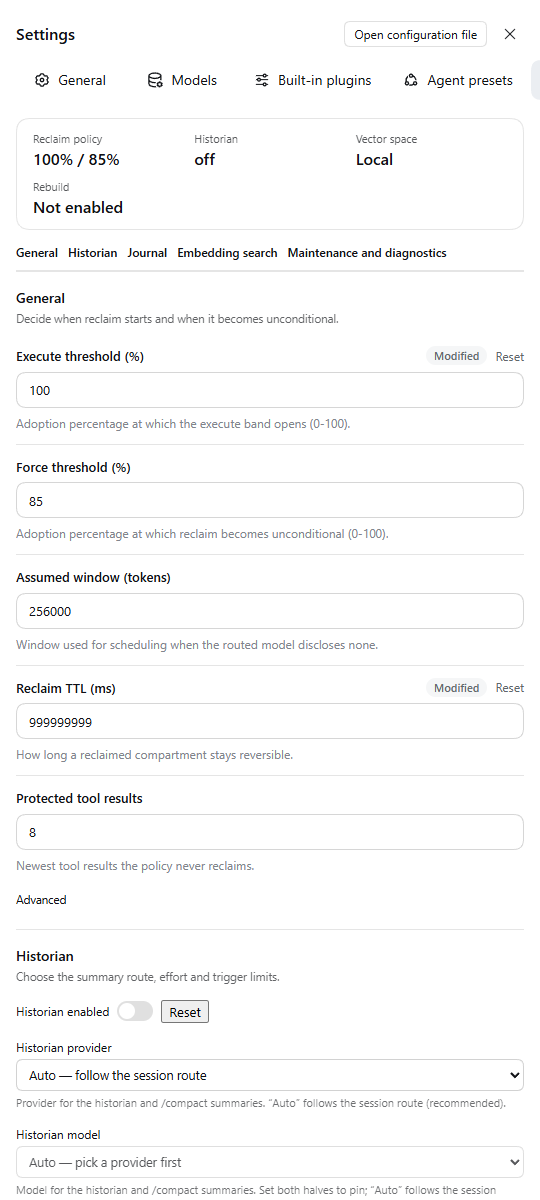 Settings
Open configuration file
General
Models
Built-in plugins
Agent presets
Reclaim policy
Historian
Vector space
100% / 85%
off
Local
Rebuild
Not enabled
General Historian Journal Embedding search Maintenance and diagnostics
General
Decide when reclaim starts and when it becomes unconditional.
Execute threshold (%)
Modified
Reset
100
Adoption percentage at which the execute band opens (0-100).
Force threshold (%)
85
Adoption percentage at which reclaim becomes unconditional (0-100).
Assumed window (tokens)
256000
Window used for scheduling when the routed model discloses none.
Reclaim TTL (ms)
Modified
Reset
999999999
How long a reclaimed compartment stays reversible.
Protected tool results
8
Newest tool results the policy never reclaims.
Advanced
Historian
Choose the summary route, effort and trigger limits.
Historian enabled
Reset
Historian provider
Auto — follow the session route
Provider for the historian and /compact summaries. "Auto" follows the session route (recommended).
Historian model
Auto — pick a provider first
Model for the historian and /compact summaries. Set both halves to pin; "Auto" follows the session